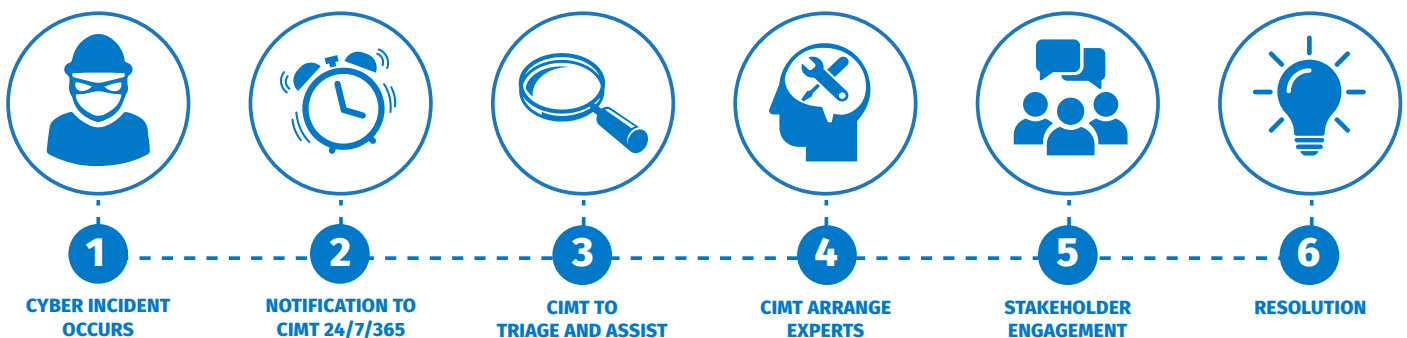 1
CYBER INCIDENT
OCCURS
2
NOTIFICATION TO
CIMT 24/7/365
3
CIMT TO
TRIAGE AND ASSIST
4
CIMT ARRANGE
EXPERTS
5
STAKEHOLDER
ENGAGEMENT
6
RESOLUTION